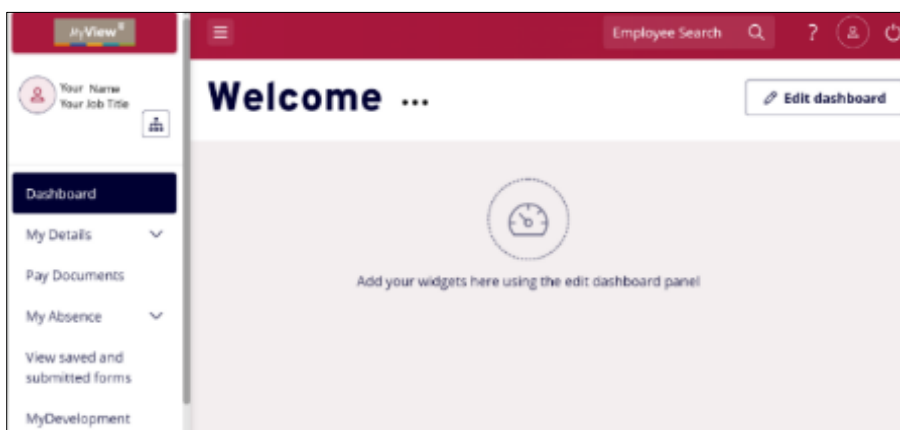 MyView
Employee Search
?
Your Name
Your Job Title
Welcome ...
Edit dashboard
Dashboard
My Details
Pay Documents
My Absence
View saved and
submitted forms
MyDevelopment
Add your widgets here using the edit dashboard panel